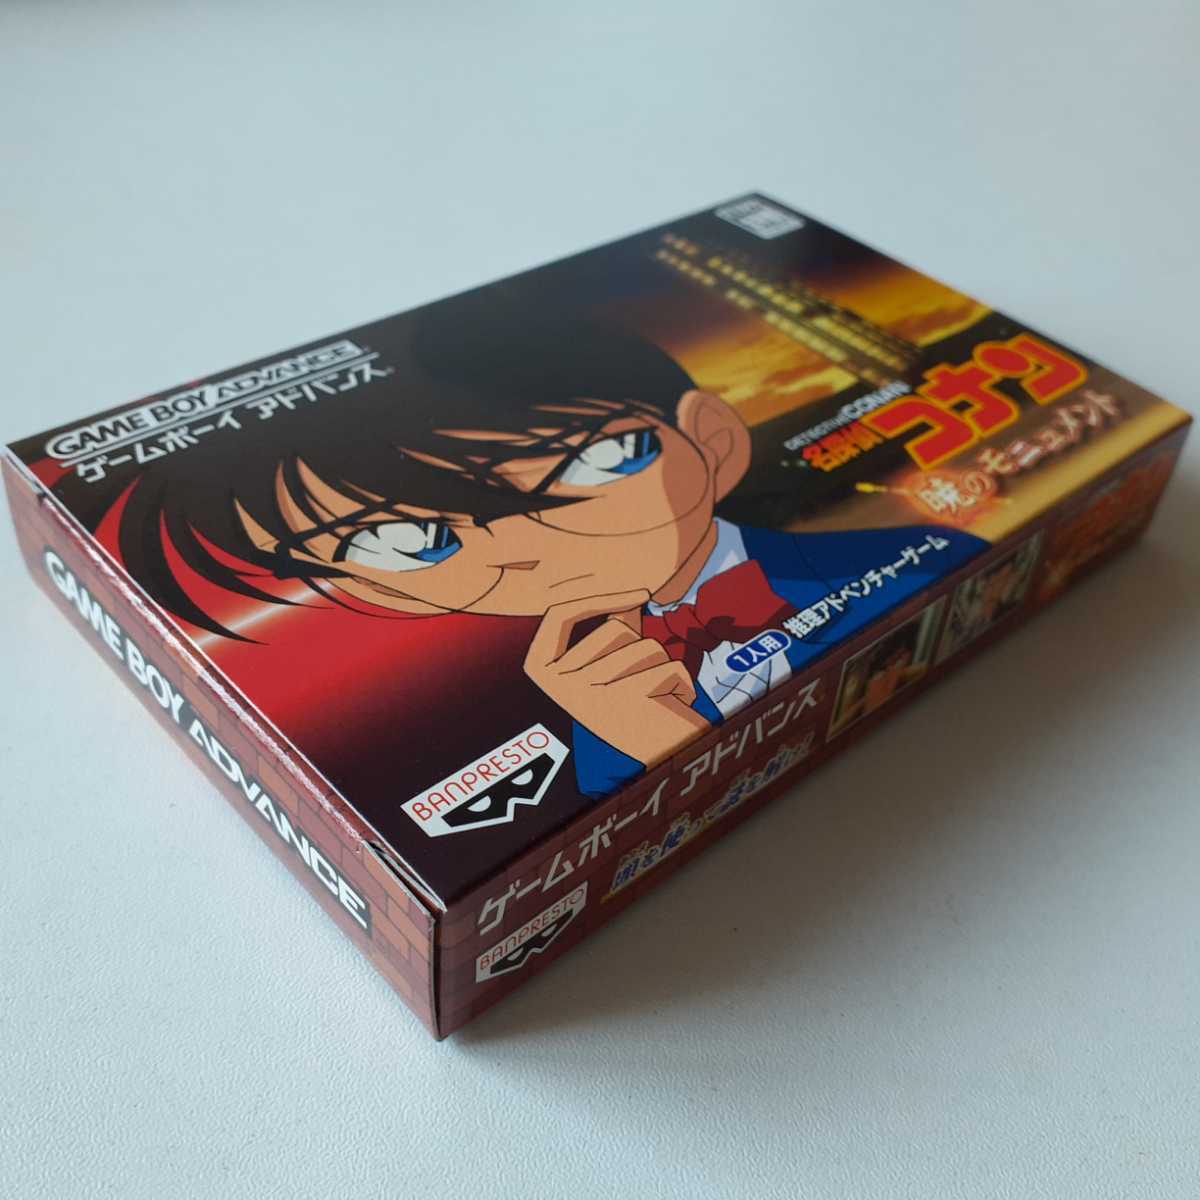 GAME BOY ADVANCE
ゲームボーイ アドバンス
DETECTIVE CONAN
名探偵コナン
暁のモニュメント
1人用
推理アドベンチャーゲーム
BANPRESTO
GAME BOY ADVANCE
ゲームボーイ アドバンス
BANPRESTO